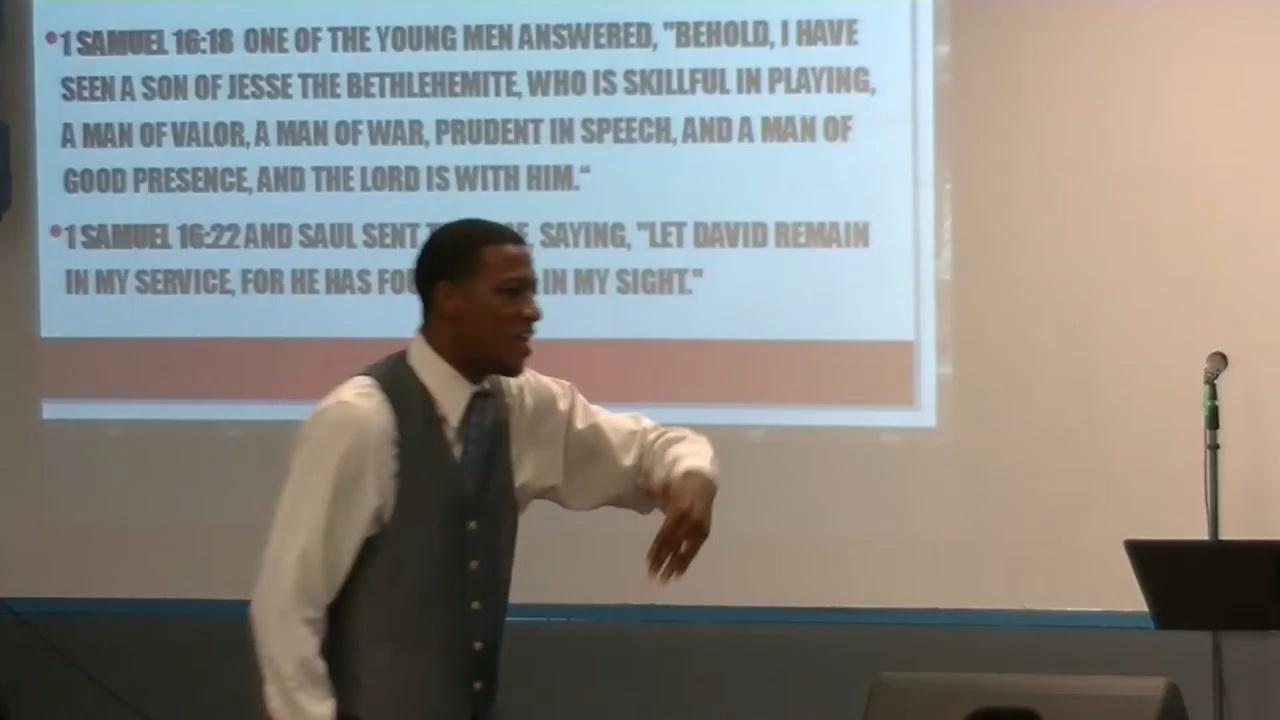 •1 SAMUEL 16:18 ONE OF THE YOUNG MEN ANSWERED, "BEHOLD, I HAVE
SEEN A SON OF JESSE THE BETHLEHEMITE, WHO IS SKILLFUL IN PLAYING,
A MAN OF VALOR, A MAN OF WAR, PRUDENT IN SPEECH, AND A MAN OF
GOOD PRESENCE, AND THE LORD IS WITH HIM."
•1 SAMUEL 16:22 AND SAUL SENT SAYING, "LET DAVID REMAIN
IN MY SERVICE, FOR HE HAS IN MY SIGHT."